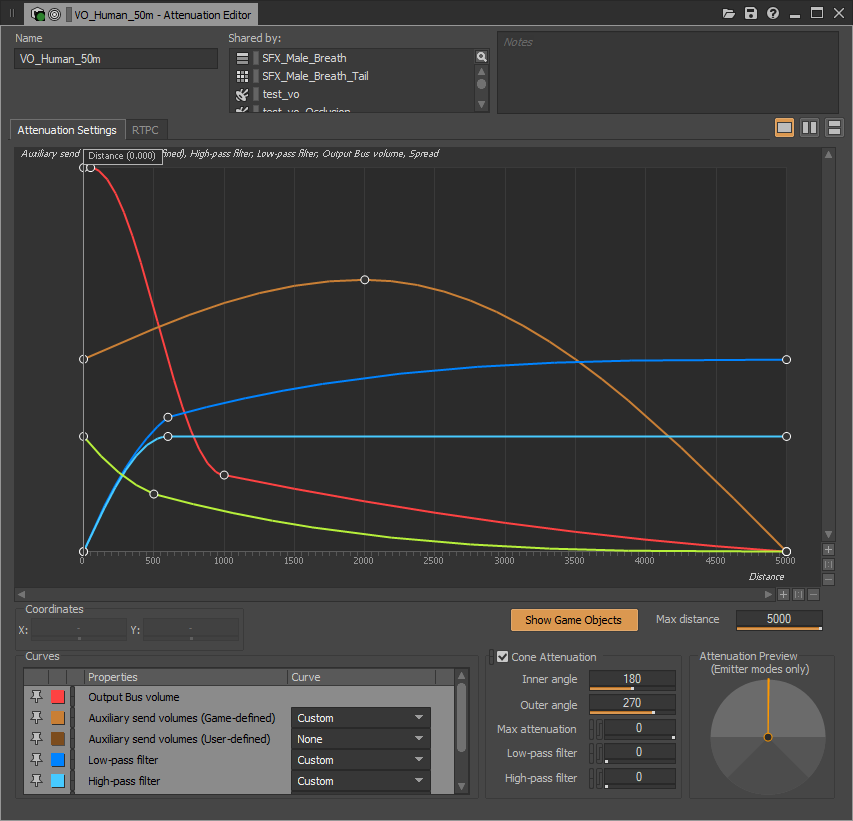 VO_Human_50m - Attenuation Editor
Name
Shared by:
VO_Human_50m
SFX_Male_Breath
SFX_Male_Breath_Tail
test_vo
test_vo_Occlusion
Notes
Attenuation Settings
RTPC
Auxiliary send
Distance (0.000)
fined), High-pass filter, Low-pass filter, Output Bus volume, Spread
0 500 1000 1500 2000 2500 3000 3500 4000 4500 5000
Distance
Coordinates
X: - Y: -
Show Game Objects
Max distance 5000
Curves
Properties Curve
Output Bus volume
Auxiliary send volumes (Game-defined) Custom
Auxiliary send volumes (User-defined) None
Low-pass filter Custom
High-pass filter Custom
Cone Attenuation
Inner angle 180
Outer angle 270
Max attenuation 0
Low-pass filter 0
High-pass filter 0
Attenuation Preview
(Emitter modes only)